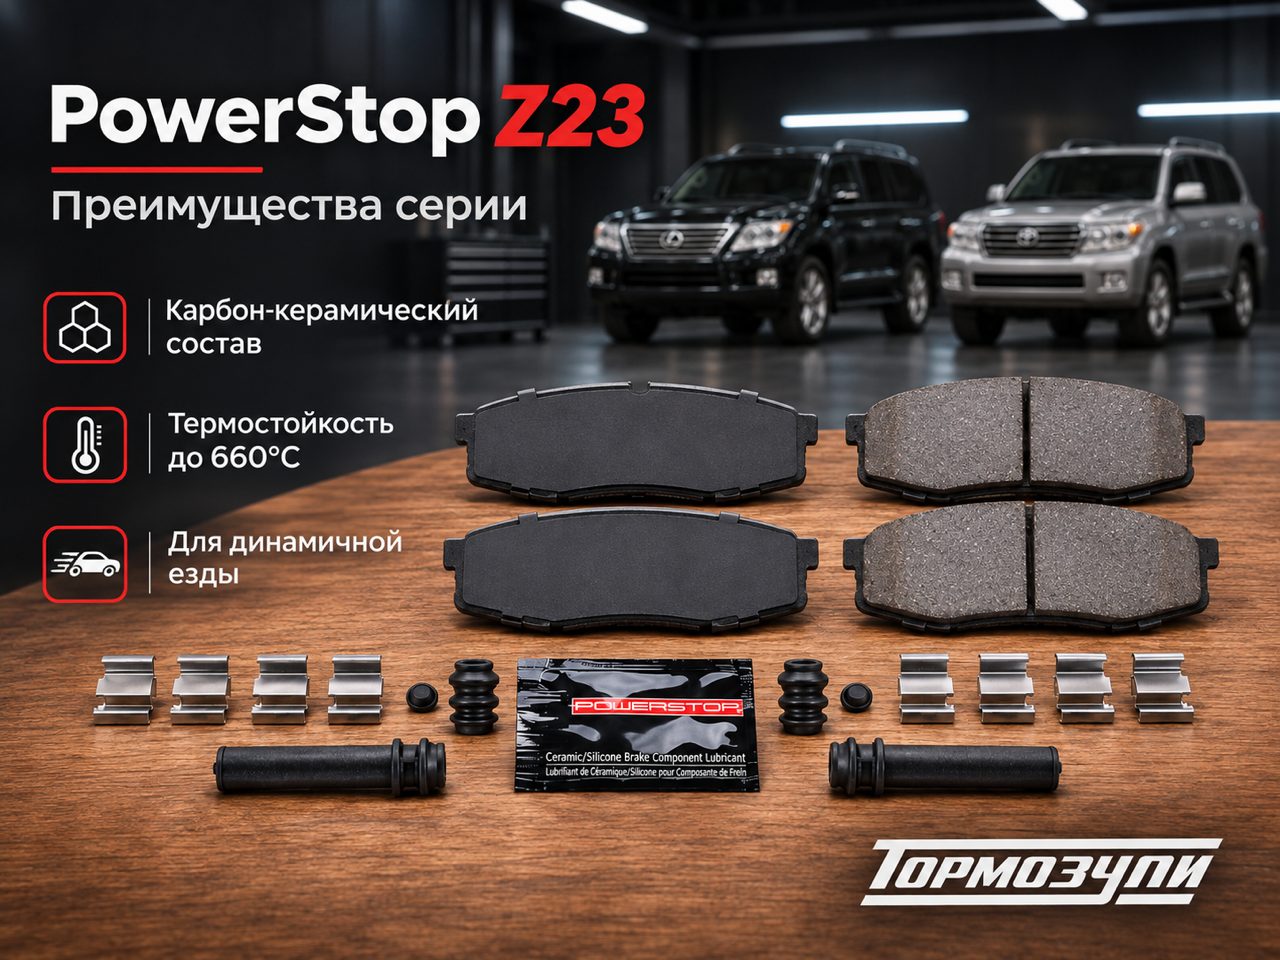 PowerStop Z23
Преимущества серии
Карбон-керамический
состав
Термостойкость
до 660°C
Для динамичной
езды
POWERSTOP
Ceramic/Silicone Brake Component Lubricant
Lubrifiant de Céramique/Silicone pour Composante de Frein
ТОРМОЗУПИ